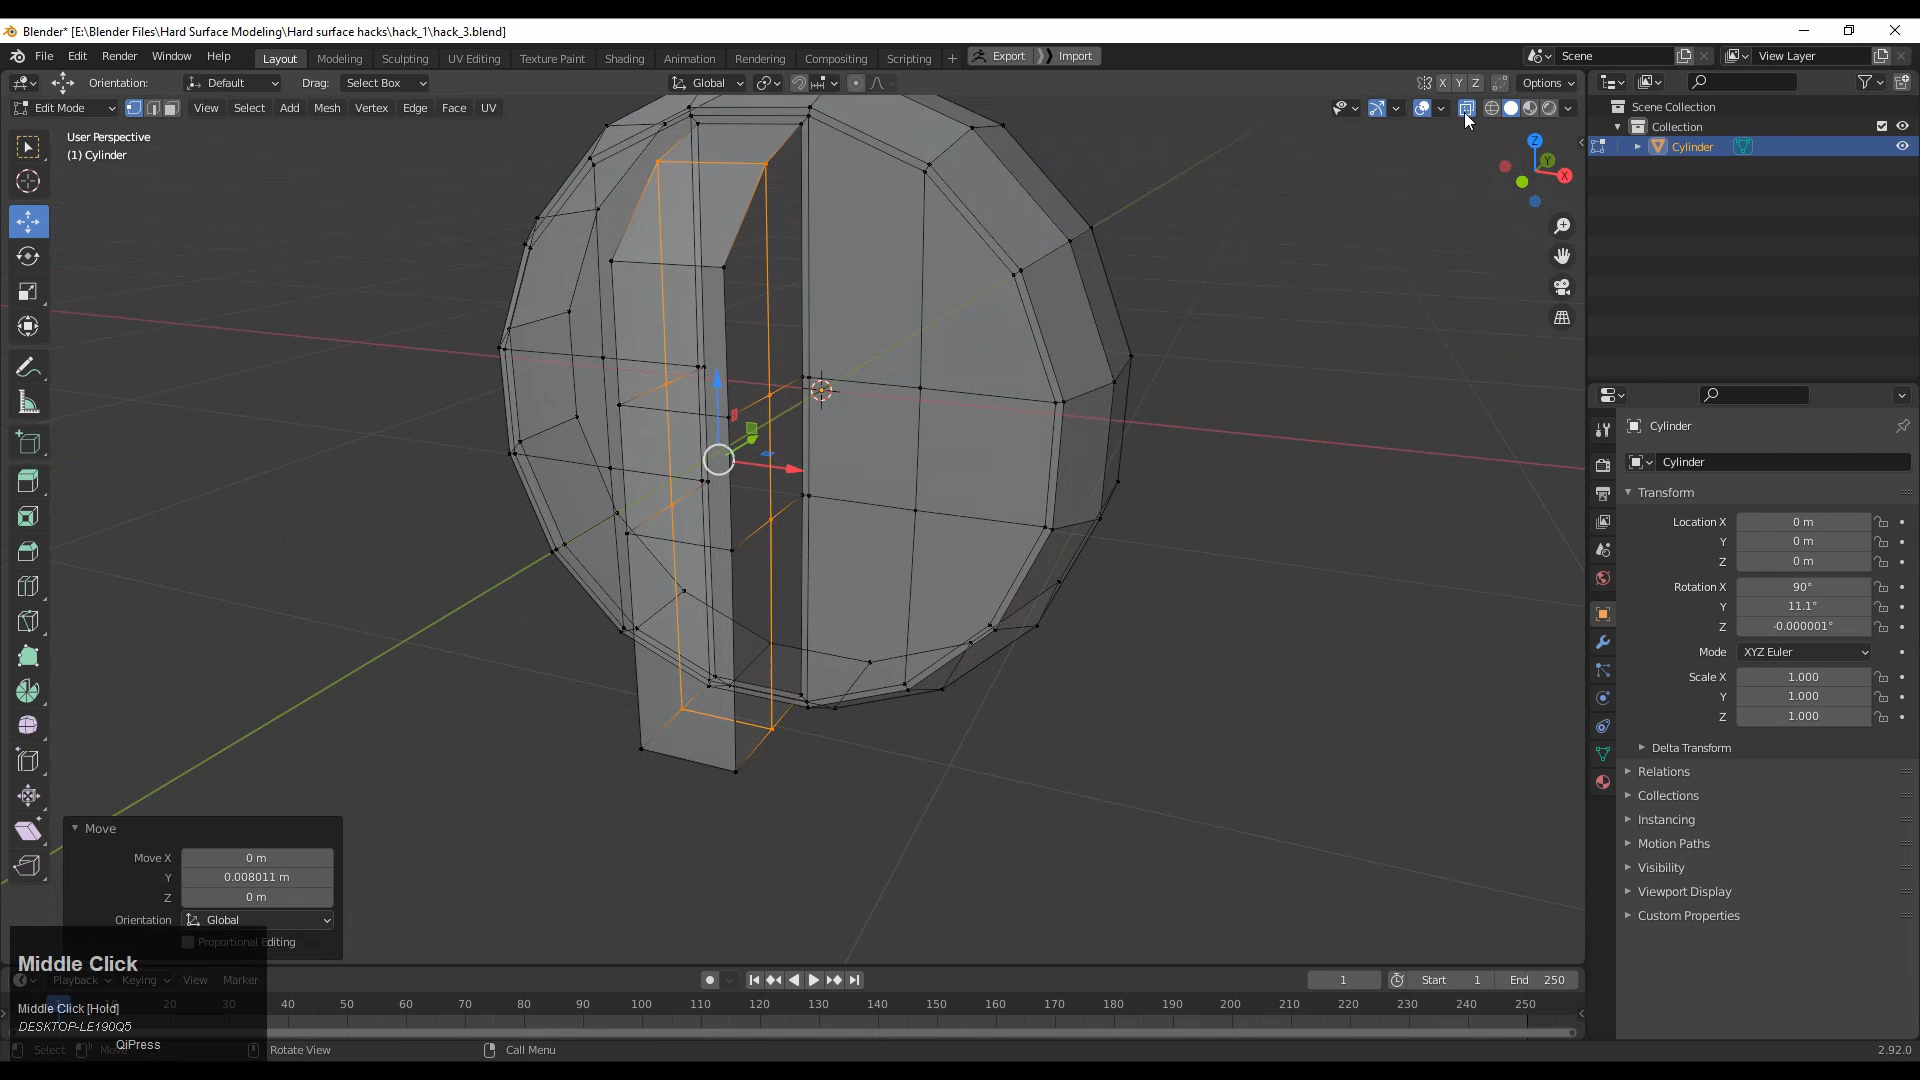 Blender* [E:\Blender Files\Hard Surface Modeling\Hard surface hacks\hack_1\hack_3.blend]
File Edit Render Window Help Layout Modeling Sculpting UV Editing Texture Paint Shading Animation Rendering Compositing Scripting + Export Import Scene View Layer
Orientation: Default Drag: Select Box Global X Y Z Options
Edit Mode View Select Add Mesh Vertex Edge Face UV
User Perspective
(1) Cylinder
Scene Collection
Collection
Cylinder
Z
Y
X
Cylinder
Cylinder
Transform
Location X 0 m
Y 0 m
Z 0 m
Rotation X 90°
Y 11.1°
Z -0.000001°
Mode XYZ Euler
Scale X 1.000
Y 1.000
Z 1.000
Delta Transform
Relations
Collections
Instancing
Motion Paths
Visibility
Viewport Display
Custom Properties
Move
Move X 0 m
Y 0.008011 m
Z 0 m
Orientation Global
Proportional Editing
Middle Click
Playback Keying View Marker 1 Start 1 End 250
1 10 20 30 40 50 60 70 80 90 100 110 120 130 140 150 160 170 180 190 200 210 220 230 240 250
Middle Click [Hold]
DESKTOP-LE190Q5
QiPress
Select Move Rotate View Call Menu 2.92.0